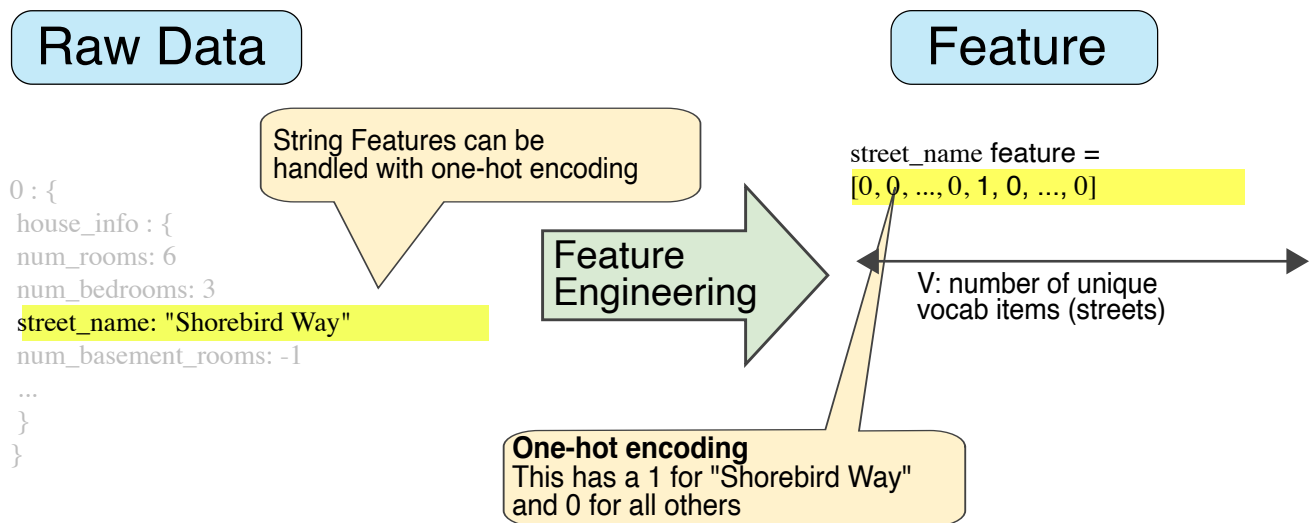 Raw Data
Feature
String Features can be
handled with one-hot encoding
0 : {
house_info : {
num_rooms: 6
num_bedrooms: 3
street_name: "Shorebird Way"
num_basement_rooms: -1
...
}
}
Feature
Engineering
street_name feature =
[0, 0, ..., 0, 1, 0, ..., 0]
V: number of unique
vocab items (streets)
One-hot encoding
This has a 1 for "Shorebird Way"
and 0 for all others